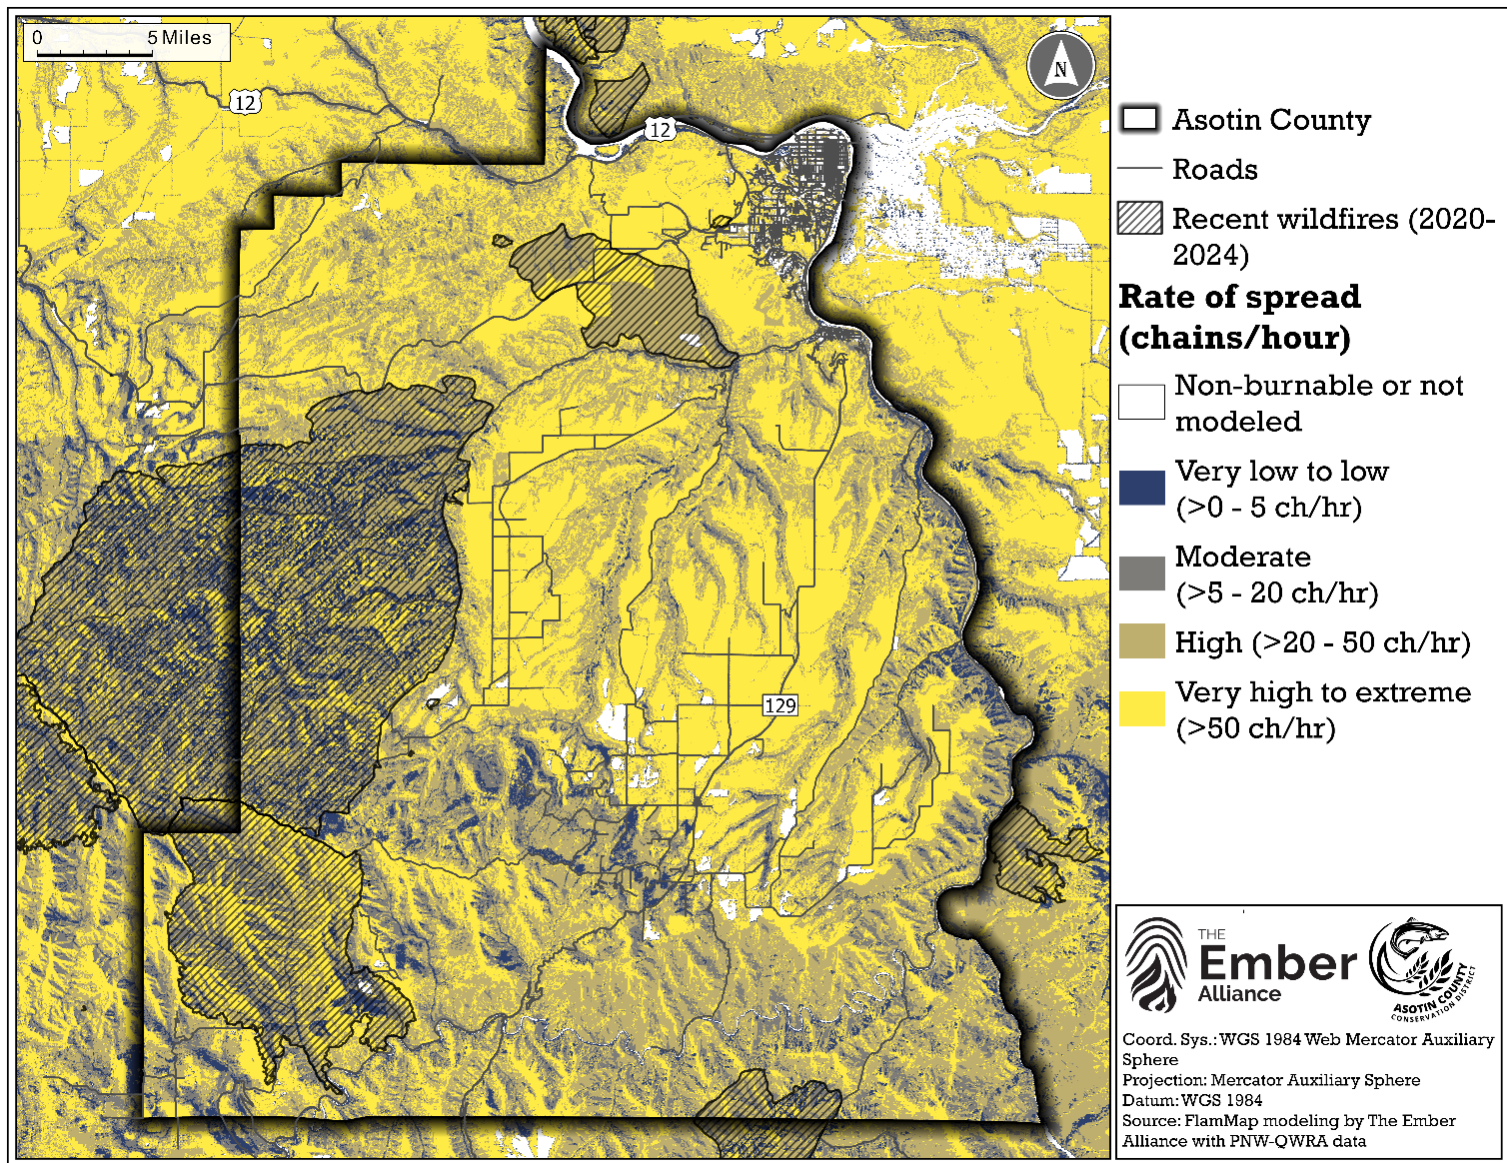 0 5 Miles
N
12
12
129
Asotin County
Roads
Recent wildfires (2020-
2024)
Rate of spread
(chains/hour)
Non-burnable or not
modeled
Very low to low
(>0 - 5 ch/hr)
Moderate
(>5 - 20 ch/hr)
High (>20 - 50 ch/hr)
Very high to extreme
(>50 ch/hr)
THE
Ember
Alliance
ASOTIN COUNTY
CONSERVATION DISTRICT
Coord. Sys.: WGS 1984 Web Mercator Auxiliary
Sphere
Projection: Mercator Auxiliary Sphere
Datum: WGS 1984
Source: FlamMap modeling by The Ember
Alliance with PNW-QWRA data